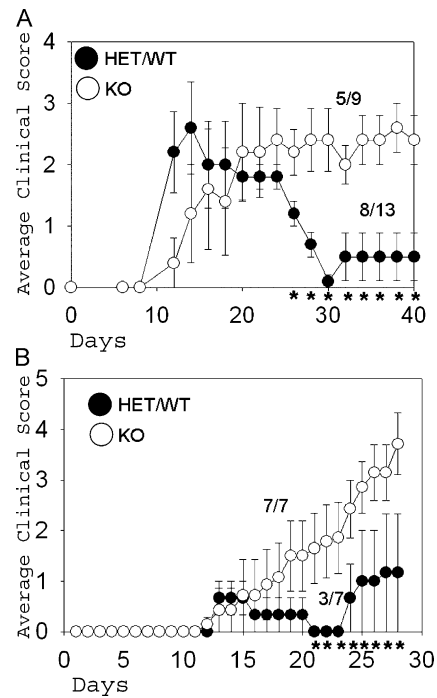 A
4
HET/WT
KO
3
5/9
2
8/13
1
0
Average Clinical Score
* * * * * * * *
0 10 20 30 40
Days
B
5
HET/WT
KO
4
3
7/7
2
1
3/7
0
Average Clinical Score
* * * * * * * *
0 5 10 15 20 25 30
Days